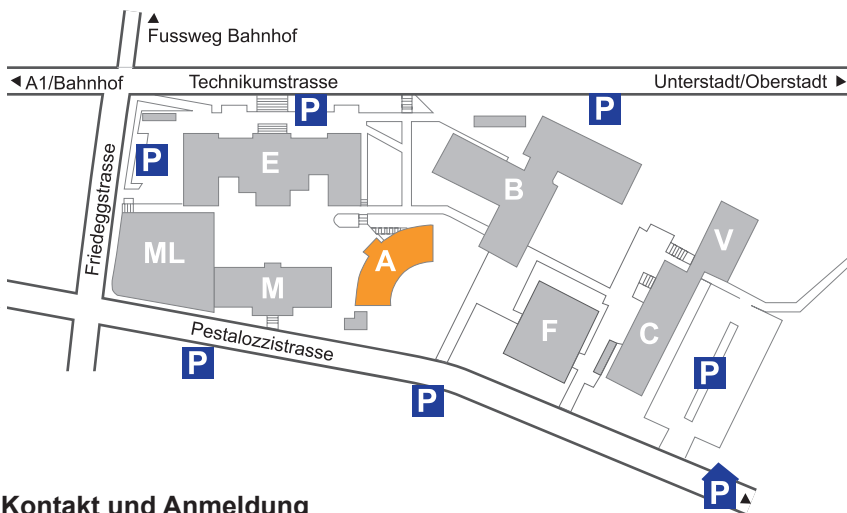 Fussweg Bahnhof
A1/Bahnhof Technikumstrasse Unterstadt/Oberstadt
P P
P
Friedeggstrasse
E
B
ML
A
V
M
F
C
Pestalozzistrasse
P
P
P
P
Kontakt und Anmeldung